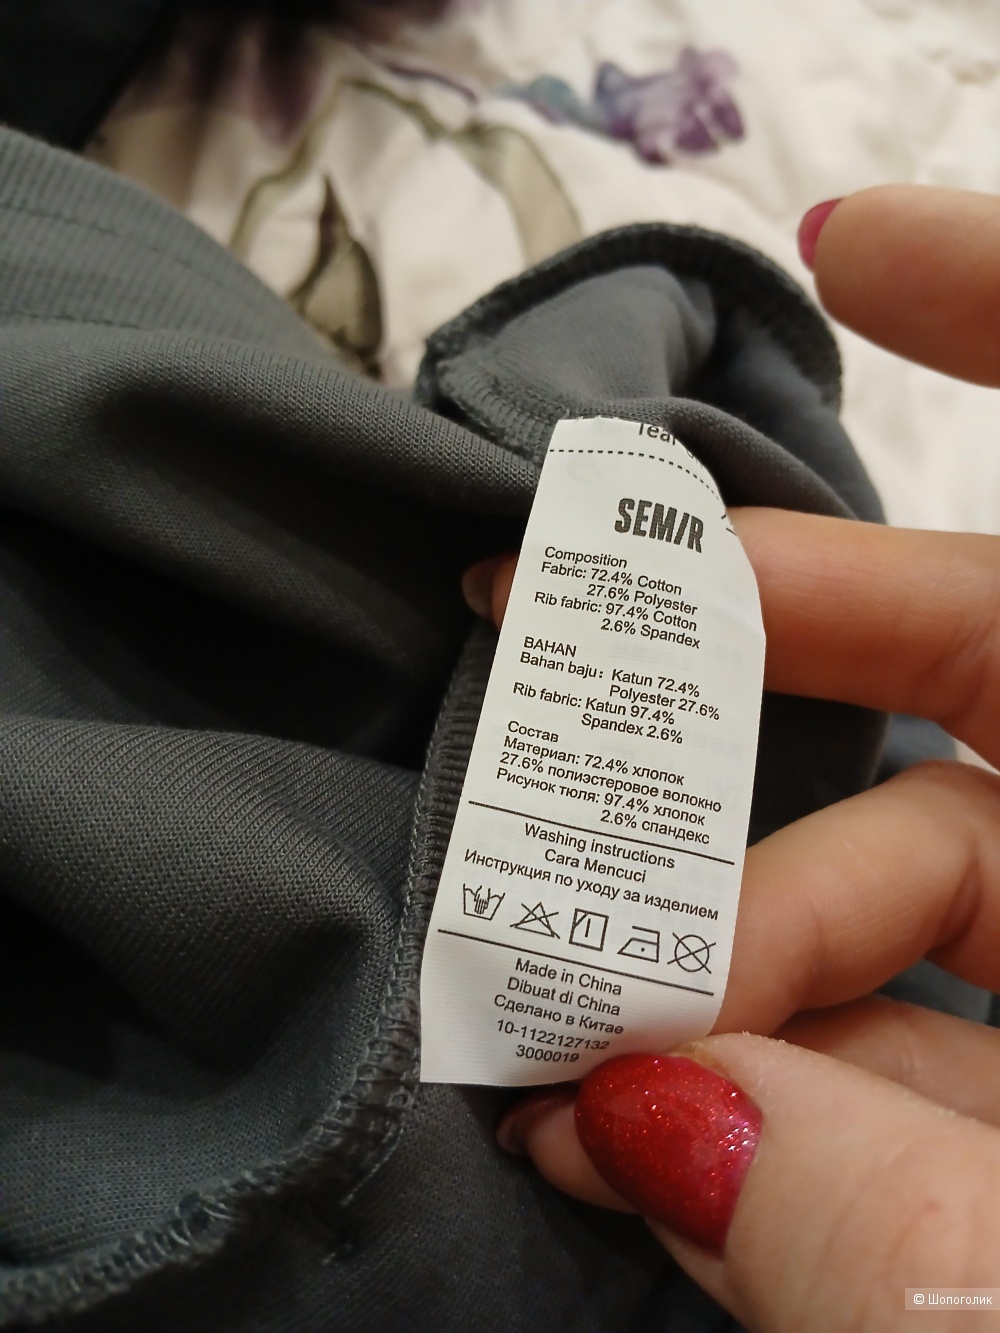 Tear
SEMIR
Composition
Fabric: 72.4% Cotton
27.6% Polyester
Rib fabric: 97.4% Cotton
2.6% Spandex
BAHAN
Bahan baju: Katun 72.4%
Polyester 27.6%
Rib fabric: Katun 97.4%
Spandex 2.6%
Состав
Материал: 72.4% хлопок
27.6% полиэстеровое волокно
Рисунок тюля: 97.4% хлопок
2.6% спандекс
Washing instructions
Cara Mencuci
Инструкция по уходу за изделием
Made in China
Dibuat di China
Сделано в Китае
10-1122127132
3000019
© Шопоголик